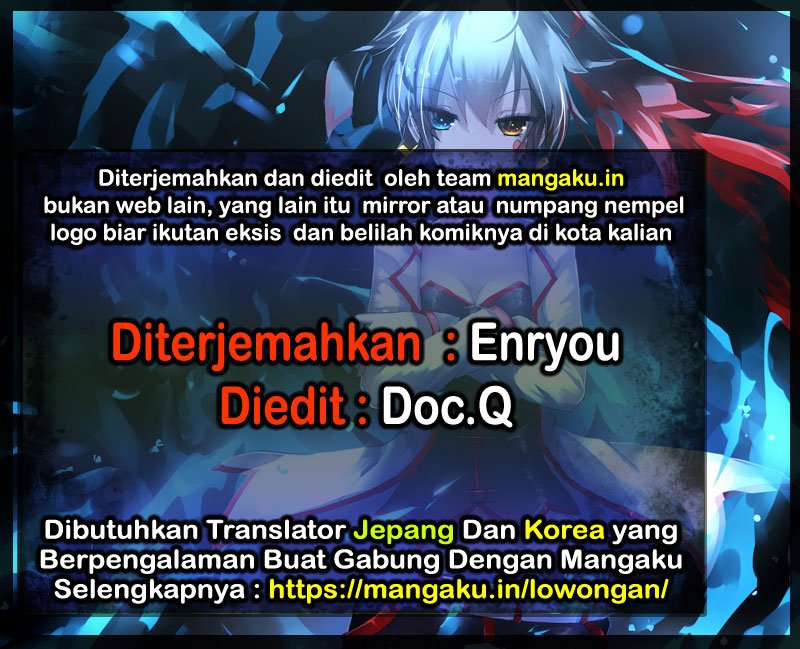 Diterjemahkan dan diedit oleh team mangaku.in
bukan web lain, yang lain itu mirror atau numpang nempel
logo biar ikutan eksis dan belilah komiknya di kota kalian
Diterjemahkan : Enryou
Diedit : Doc.Q
Dibutuhkan Translator Jepang Dan Korea yang
Berpengalaman Buat Gabung Dengan Mangaku
Selengkapnya : https://mangaku.in/lowongan/